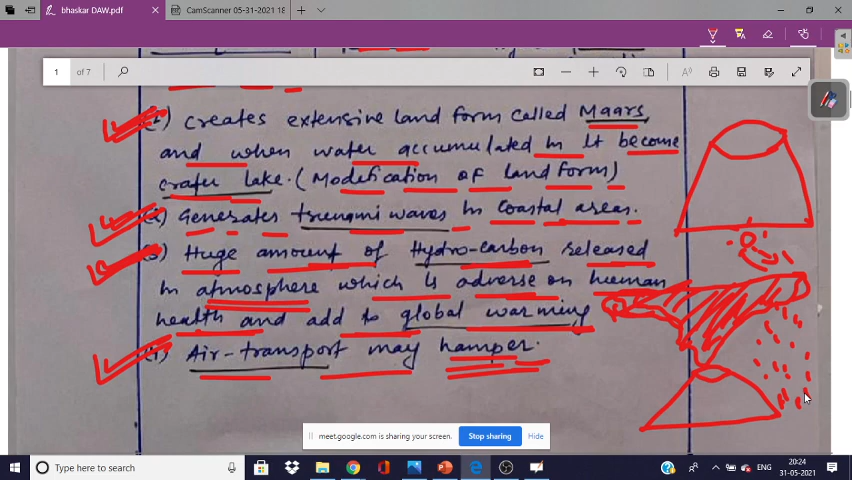 bhaskar DAW.pdf
CamScanner 05-31-2021 18
1 of 7
creates extensive land form called Maars,
and when water accumulated in it become
crater lake. (Modification of land form)
Generates tsunami waves in coastal areas.
Huge amount of Hydro-carbon released
in atmosphere which is adverse on human
health and add to global warming
Air-transport may hamper.
meet.google.com is sharing your screen.
Stop sharing
Hide
Type here to search
ENG
20:24
31-05-2021